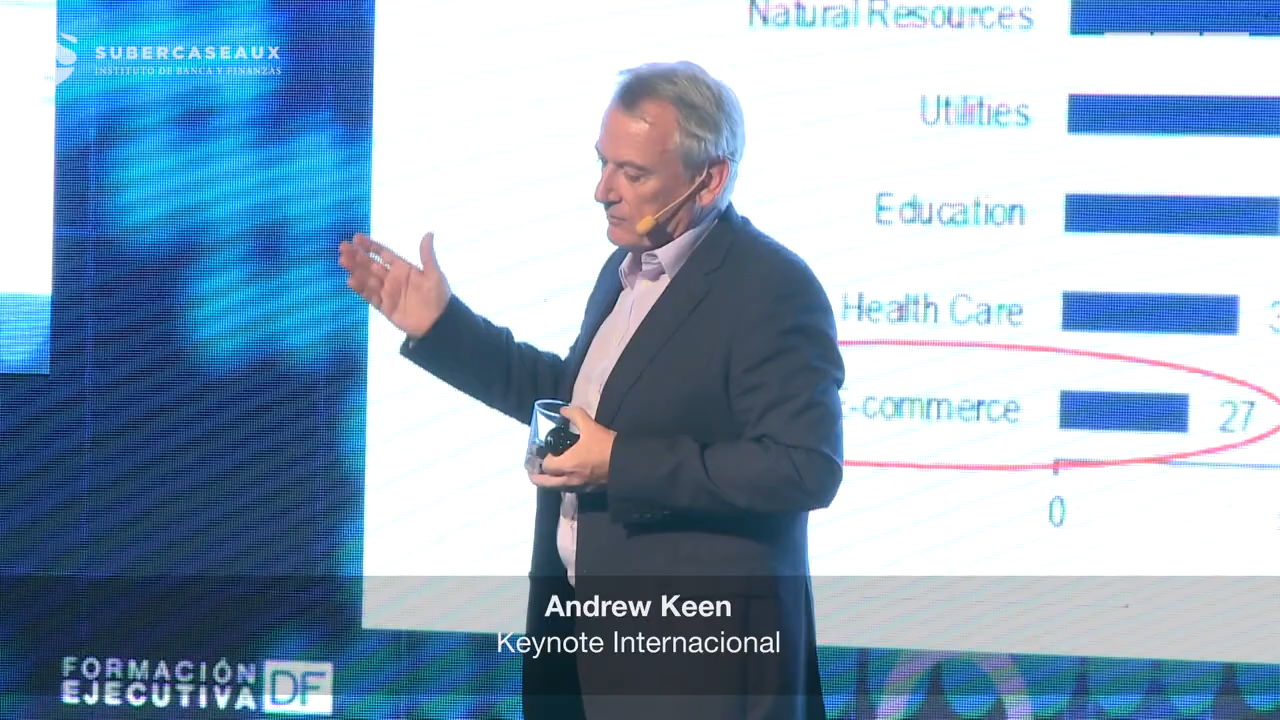 SUBERCASEAUX
INSTITUTO DE BANCA Y FINANZAS
Natural Resources
Utilities
Education
Health Care
E-commerce
27
0
Andrew Keen
Keynote Internacional
FORMACIÓN
EJECUTIVA DF